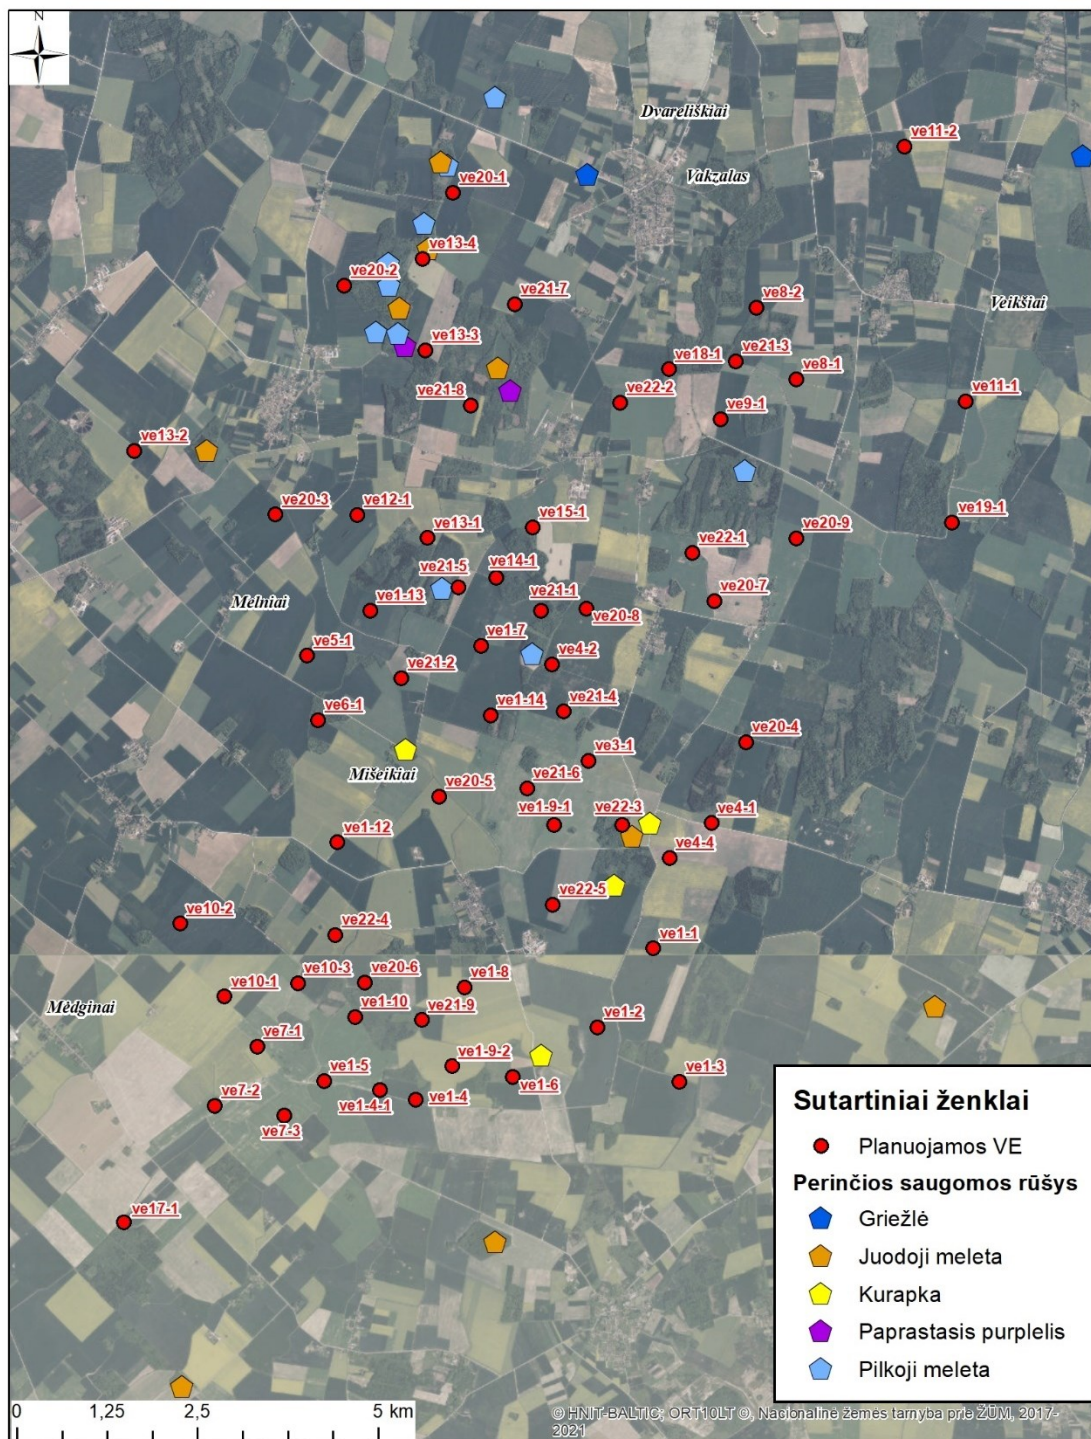 N
Dvareliškiai
ve11-2
Vakzalas
ve20-1
ve13-4
ve20-2
ve21-7
ve8-2
Veikšiai
ve13-3
ve18-1
ve21-3
ve8-1
ve21-8
ve22-2
ve9-1
ve11-1
ve13-2
ve20-3
ve12-1
ve13-1
ve15-1
ve22-1
ve20-9
ve19-1
ve21-5
ve14-1
Melniai
ve1-13
ve21-1
ve20-8
ve20-7
ve5-1
ve1-7
ve4-2
ve21-2
ve6-1
ve1-14
ve21-4
ve20-4
ve3-1
Mišeikiai
ve20-5
ve21-6
ve1-9-1
ve22-3
ve4-1
ve1-12
ve4-4
ve22-5
ve10-2
ve22-4
ve1-1
ve10-1
ve10-3
ve20-6
ve1-8
Mėdginai
ve1-10
ve21-9
ve1-2
ve7-1
ve1-5
ve1-9-2
ve1-6
ve1-3
ve7-2
ve7-3
ve1-4-1
ve1-4
ve17-1
Sutartiniai ženklai
Planuojamos VE
Perinčios saugomos rūšys
Griežlė
Juodoji meleta
Kurapka
Paprastasis purplelis
Pilkoji meleta
0 1,25 2,5 5 km
© HNIT-BALTIC; ORT10LT ©, Nacionalinė žemės tarnyba prie ŽŪM, 2017-
2021